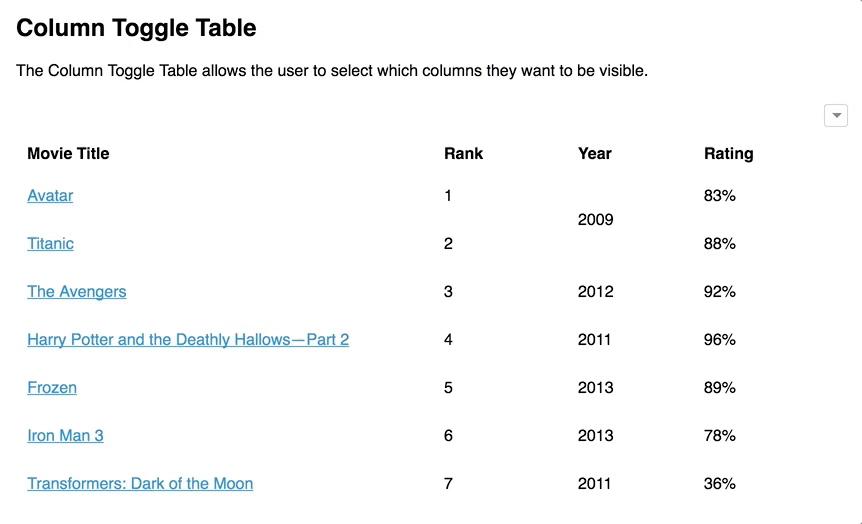 Column Toggle Table
The Column Toggle Table allows the user to select which columns they want to be visible.
Movie Title Rank Year Rating
Avatar 1 83%
2009
Titanic 2 88%
The Avengers 3 2012 92%
Harry Potter and the Deathly Hallows—Part 2 4 2011 96%
Frozen 5 2013 89%
Iron Man 3 6 2013 78%
Transformers: Dark of the Moon 7 2011 36%